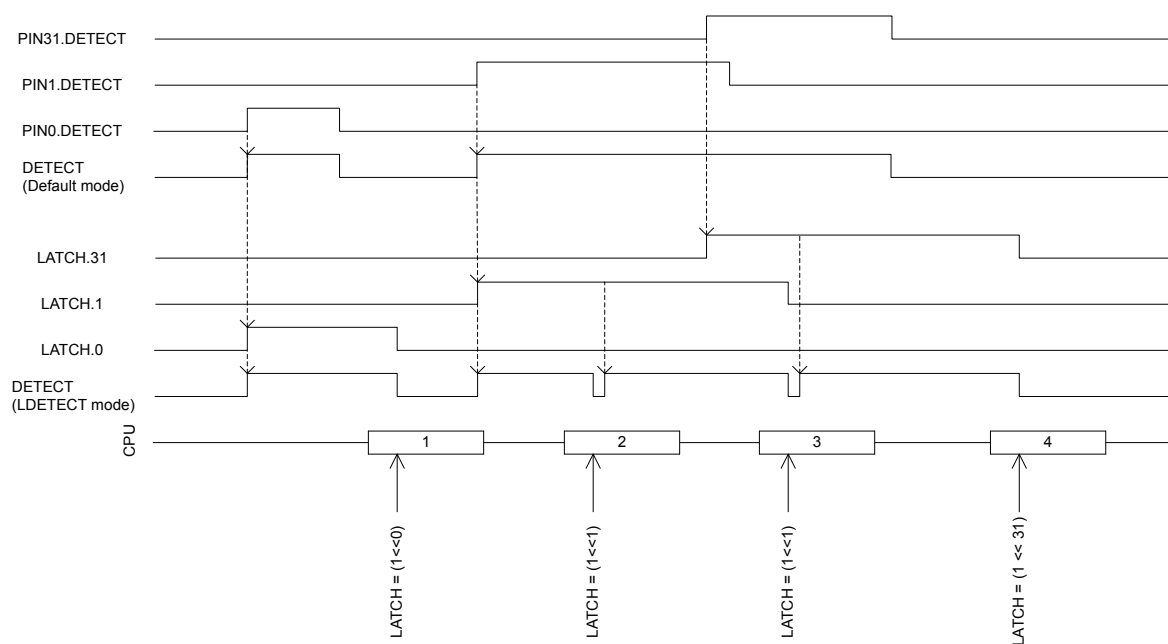 PIN31.DETECT
PIN1.DETECT
PIN0.DETECT
DETECT
(Default mode)
LATCH.31
LATCH.1
LATCH.0
DETECT
(LDETECT mode)
CPU
1
2
3
4
LATCH = (1<<0)
LATCH = (1<<1)
LATCH = (1<<1)
LATCH = (1 << 31)